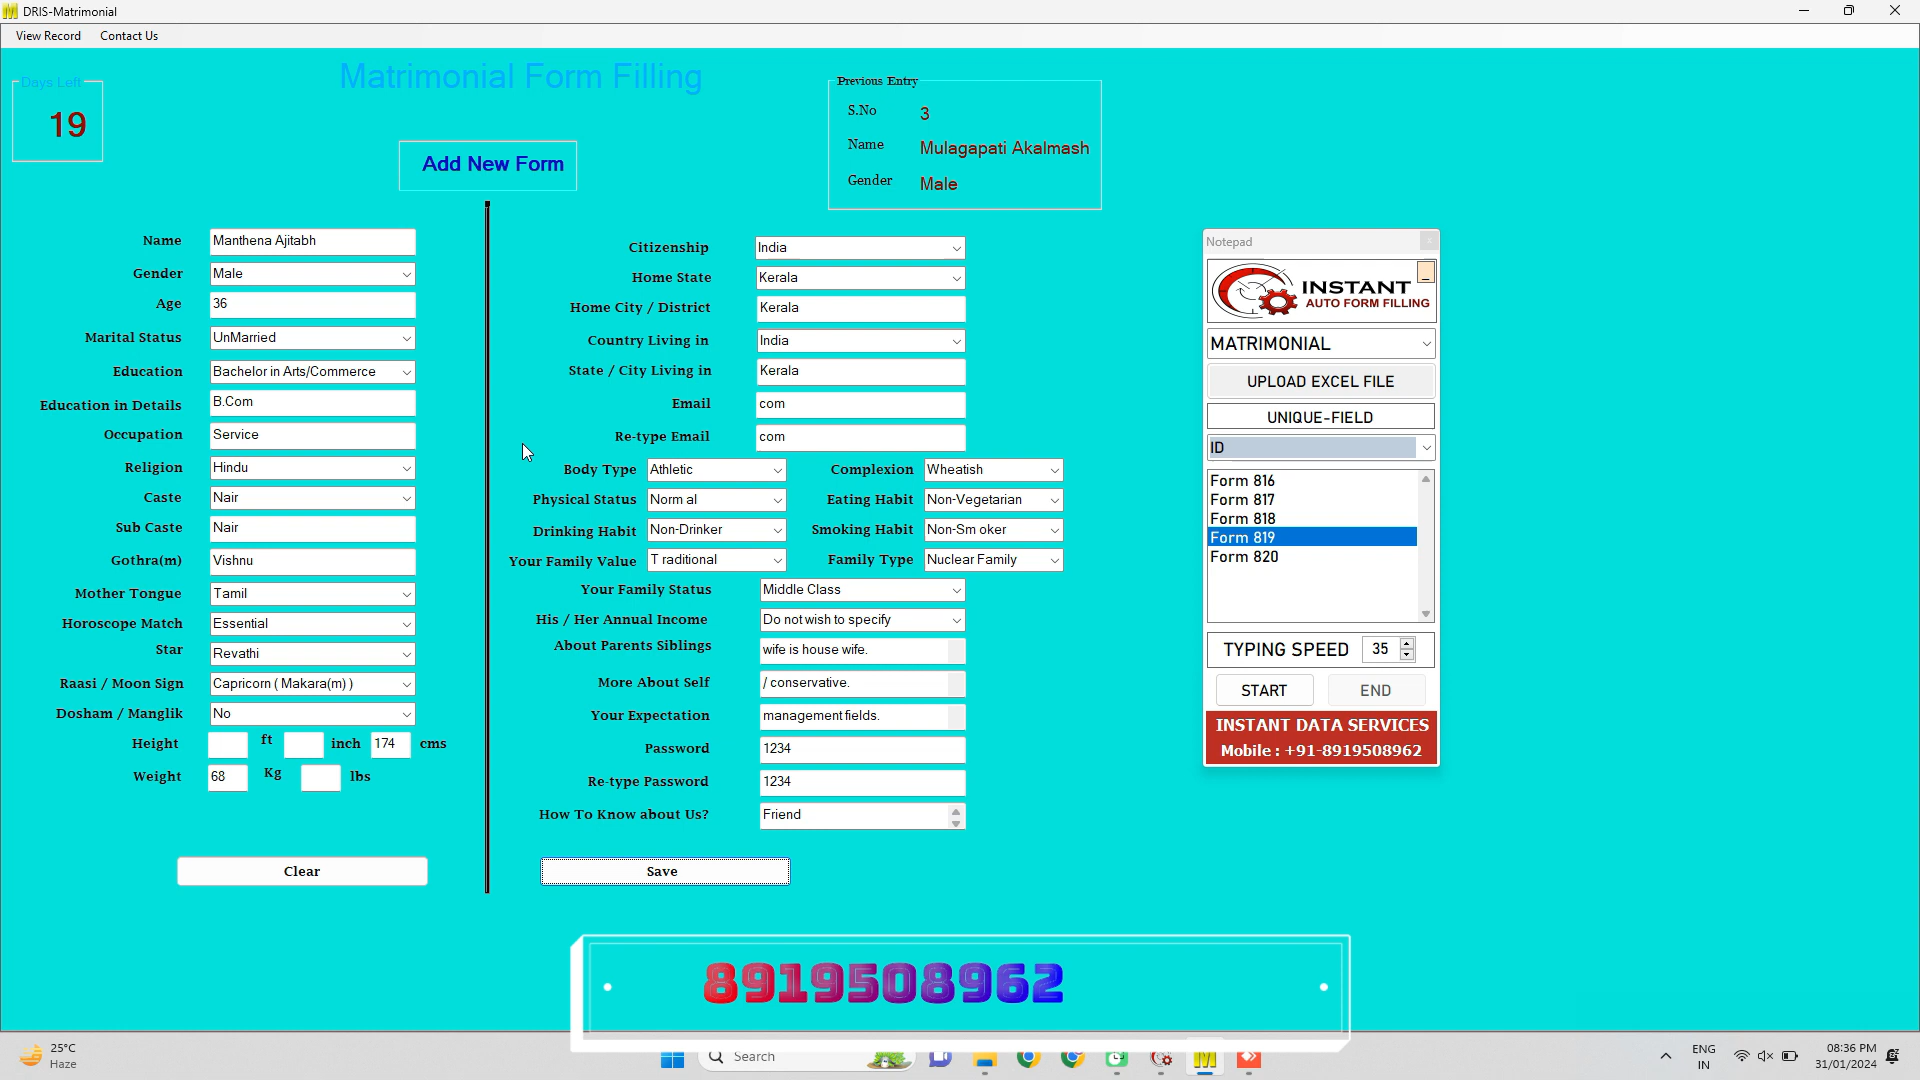 DRIS-Matrimonial
View Record Contact Us
Days Left
19
Matrimonial Form Filling
Add New Form
Previous Entry
S.No 3
Name Mulagapati Akalmash
Gender Male
Name Manthena Ajitabh
Gender Male
Age 36
Marital Status UnMarried
Education Bachelor in Arts/Commerce
Education in Details B.Com
Occupation Service
Religion Hindu
Caste Nair
Sub Caste Nair
Gothra(m) Vishnu
Mother Tongue Tamil
Horoscope Match Essential
Star Revathi
Raasi / Moon Sign Capricorn ( Makara(m) )
Dosham / Manglik No
Height ft inch 174 cms
Weight 68 Kg lbs
Clear
Citizenship India
Home State Kerala
Home City / District Kerala
Country Living in India
State / City Living in Kerala
Email com
Re-type Email com
Body Type Athletic Complexion Wheatish
Physical Status Norm al Eating Habit Non-Vegetarian
Drinking Habit Non-Drinker Smoking Habit Non-Sm oker
Your Family Value T raditional Family Type Nuclear Family
Your Family Status Middle Class
His / Her Annual Income Do not wish to specify
About Parents Siblings wife is house wife.
More About Self / conservative.
Your Expectation management fields.
Password 1234
Re-type Password 1234
How To Know about Us? Friend
Save
Notepad
INSTANT
AUTO FORM FILLING
MATRIMONIAL
UPLOAD EXCEL FILE
UNIQUE-FIELD
ID
Form 816
Form 817
Form 818
Form 819
Form 820
TYPING SPEED 35
START END
INSTANT DATA SERVICES
Mobile : +91-8919508962
8919508962
25°C
Haze
Search
ENG
IN
08:36 PM
31/01/2024